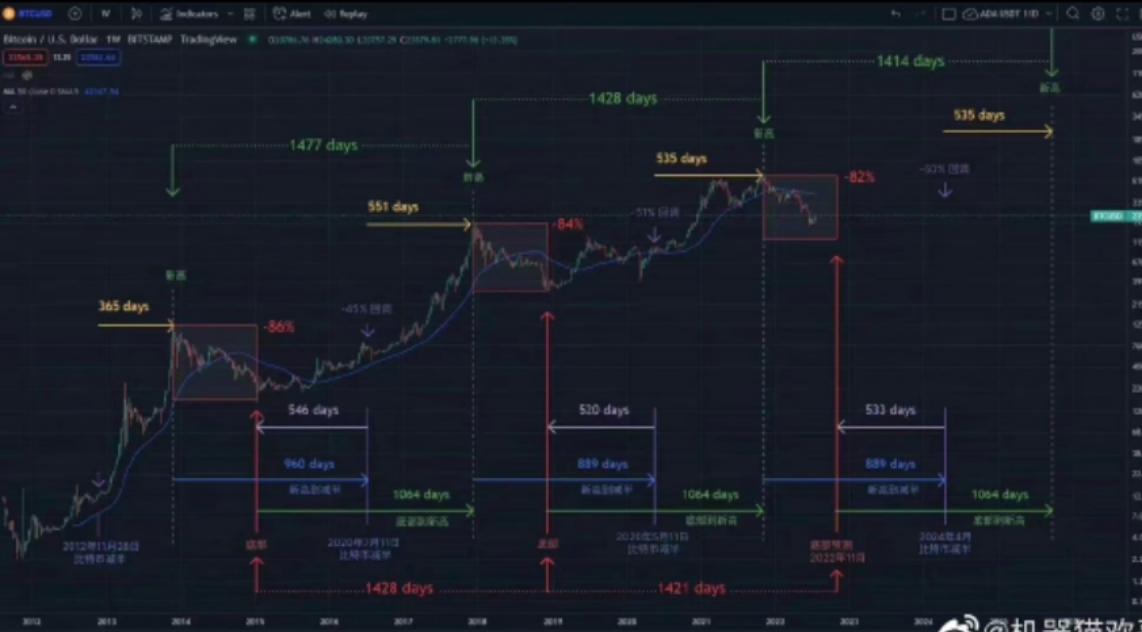 BTCUSD
W
Indicators
Alert
Replay
ADAUSDT 11D
Bitcoin / U.S. Dollar · 1W BITSTAMP TradingView
1414 days
1428 days
1477 days
新高
新高
新高
新高
535 days
535 days
551 days
365 days
-82%
-84%
-86%
-50% 回调
-51% 回调
-45% 回调
BTCUSD
546 days
520 days
533 days
960 days
889 days
889 days
新高到减半
新高到减半
新高到减半
1064 days
1064 days
1064 days
底部到新高
底部到新高
底部到新高
2012年11月28日
比特币减半
底部
2020年7月11日
比特币减半
底部
2020年5月11日
比特币减半
底部预测
2022年11月
2024年4月
比特币减半
1428 days
1421 days
2012
2013
2014
2015
2016
2017
2018
2019
2020
2021
2022
2023
2024
@机器猫